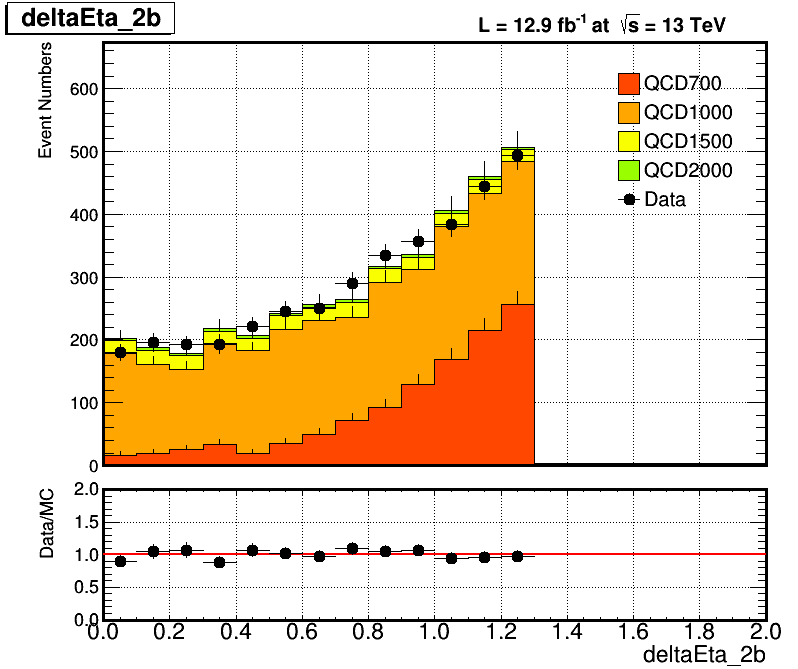 deltaEta_2b
L = 12.9 fb⁻¹ at √s = 13 TeV
Event Numbers
600
500
400
300
200
100
0
QCD700
QCD1000
QCD1500
QCD2000
Data
Data/MC
2.0
1.5
1.0
0.5
0.0
0.0 0.2 0.4 0.6 0.8 1.0 1.2 1.4 1.6 1.8 2.0
deltaEta_2b